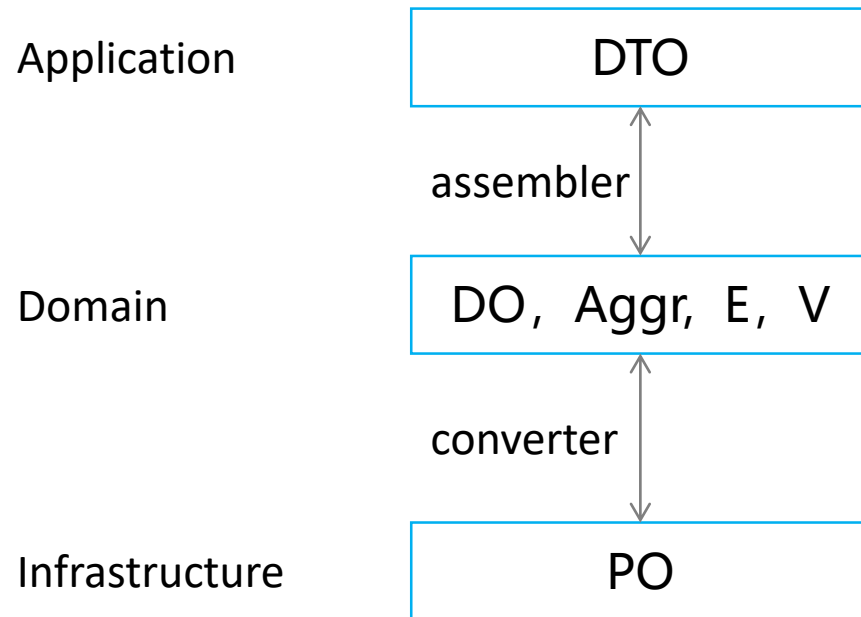 Application
DTO
assembler
Domain
DO, Aggr, E, V
converter
Infrastructure
PO